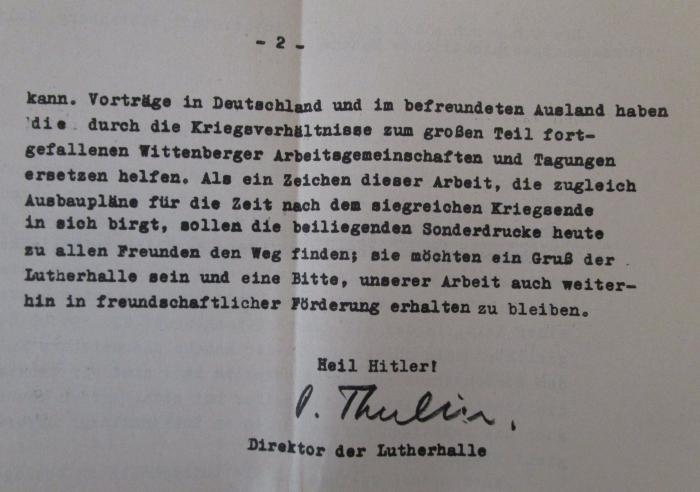 - 2 -
kann. Vorträge in Deutschland und im befreundeten Ausland haben
die durch die Kriegsverhältnisse zum großen Teil fort-
gefallenen Wittenberger Arbeitsgemeinschaften und Tagungen
ersetzen helfen. Als ein Zeichen dieser Arbeit, die zugleich
Ausbaupläne für die Zeit nach dem siegreichen Kriegsende
in sich birgt, sollen die beiliegenden Sonderdrucke heute
zu allen Freunden den Weg finden; sie möchten ein Gruß der
Lutherhalle sein und eine Bitte, unserer Arbeit auch weiter-
hin in freundschaftlicher Förderung erhalten zu bleiben.
Heil Hitler!
O. Thulin.
Direktor der Lutherhalle